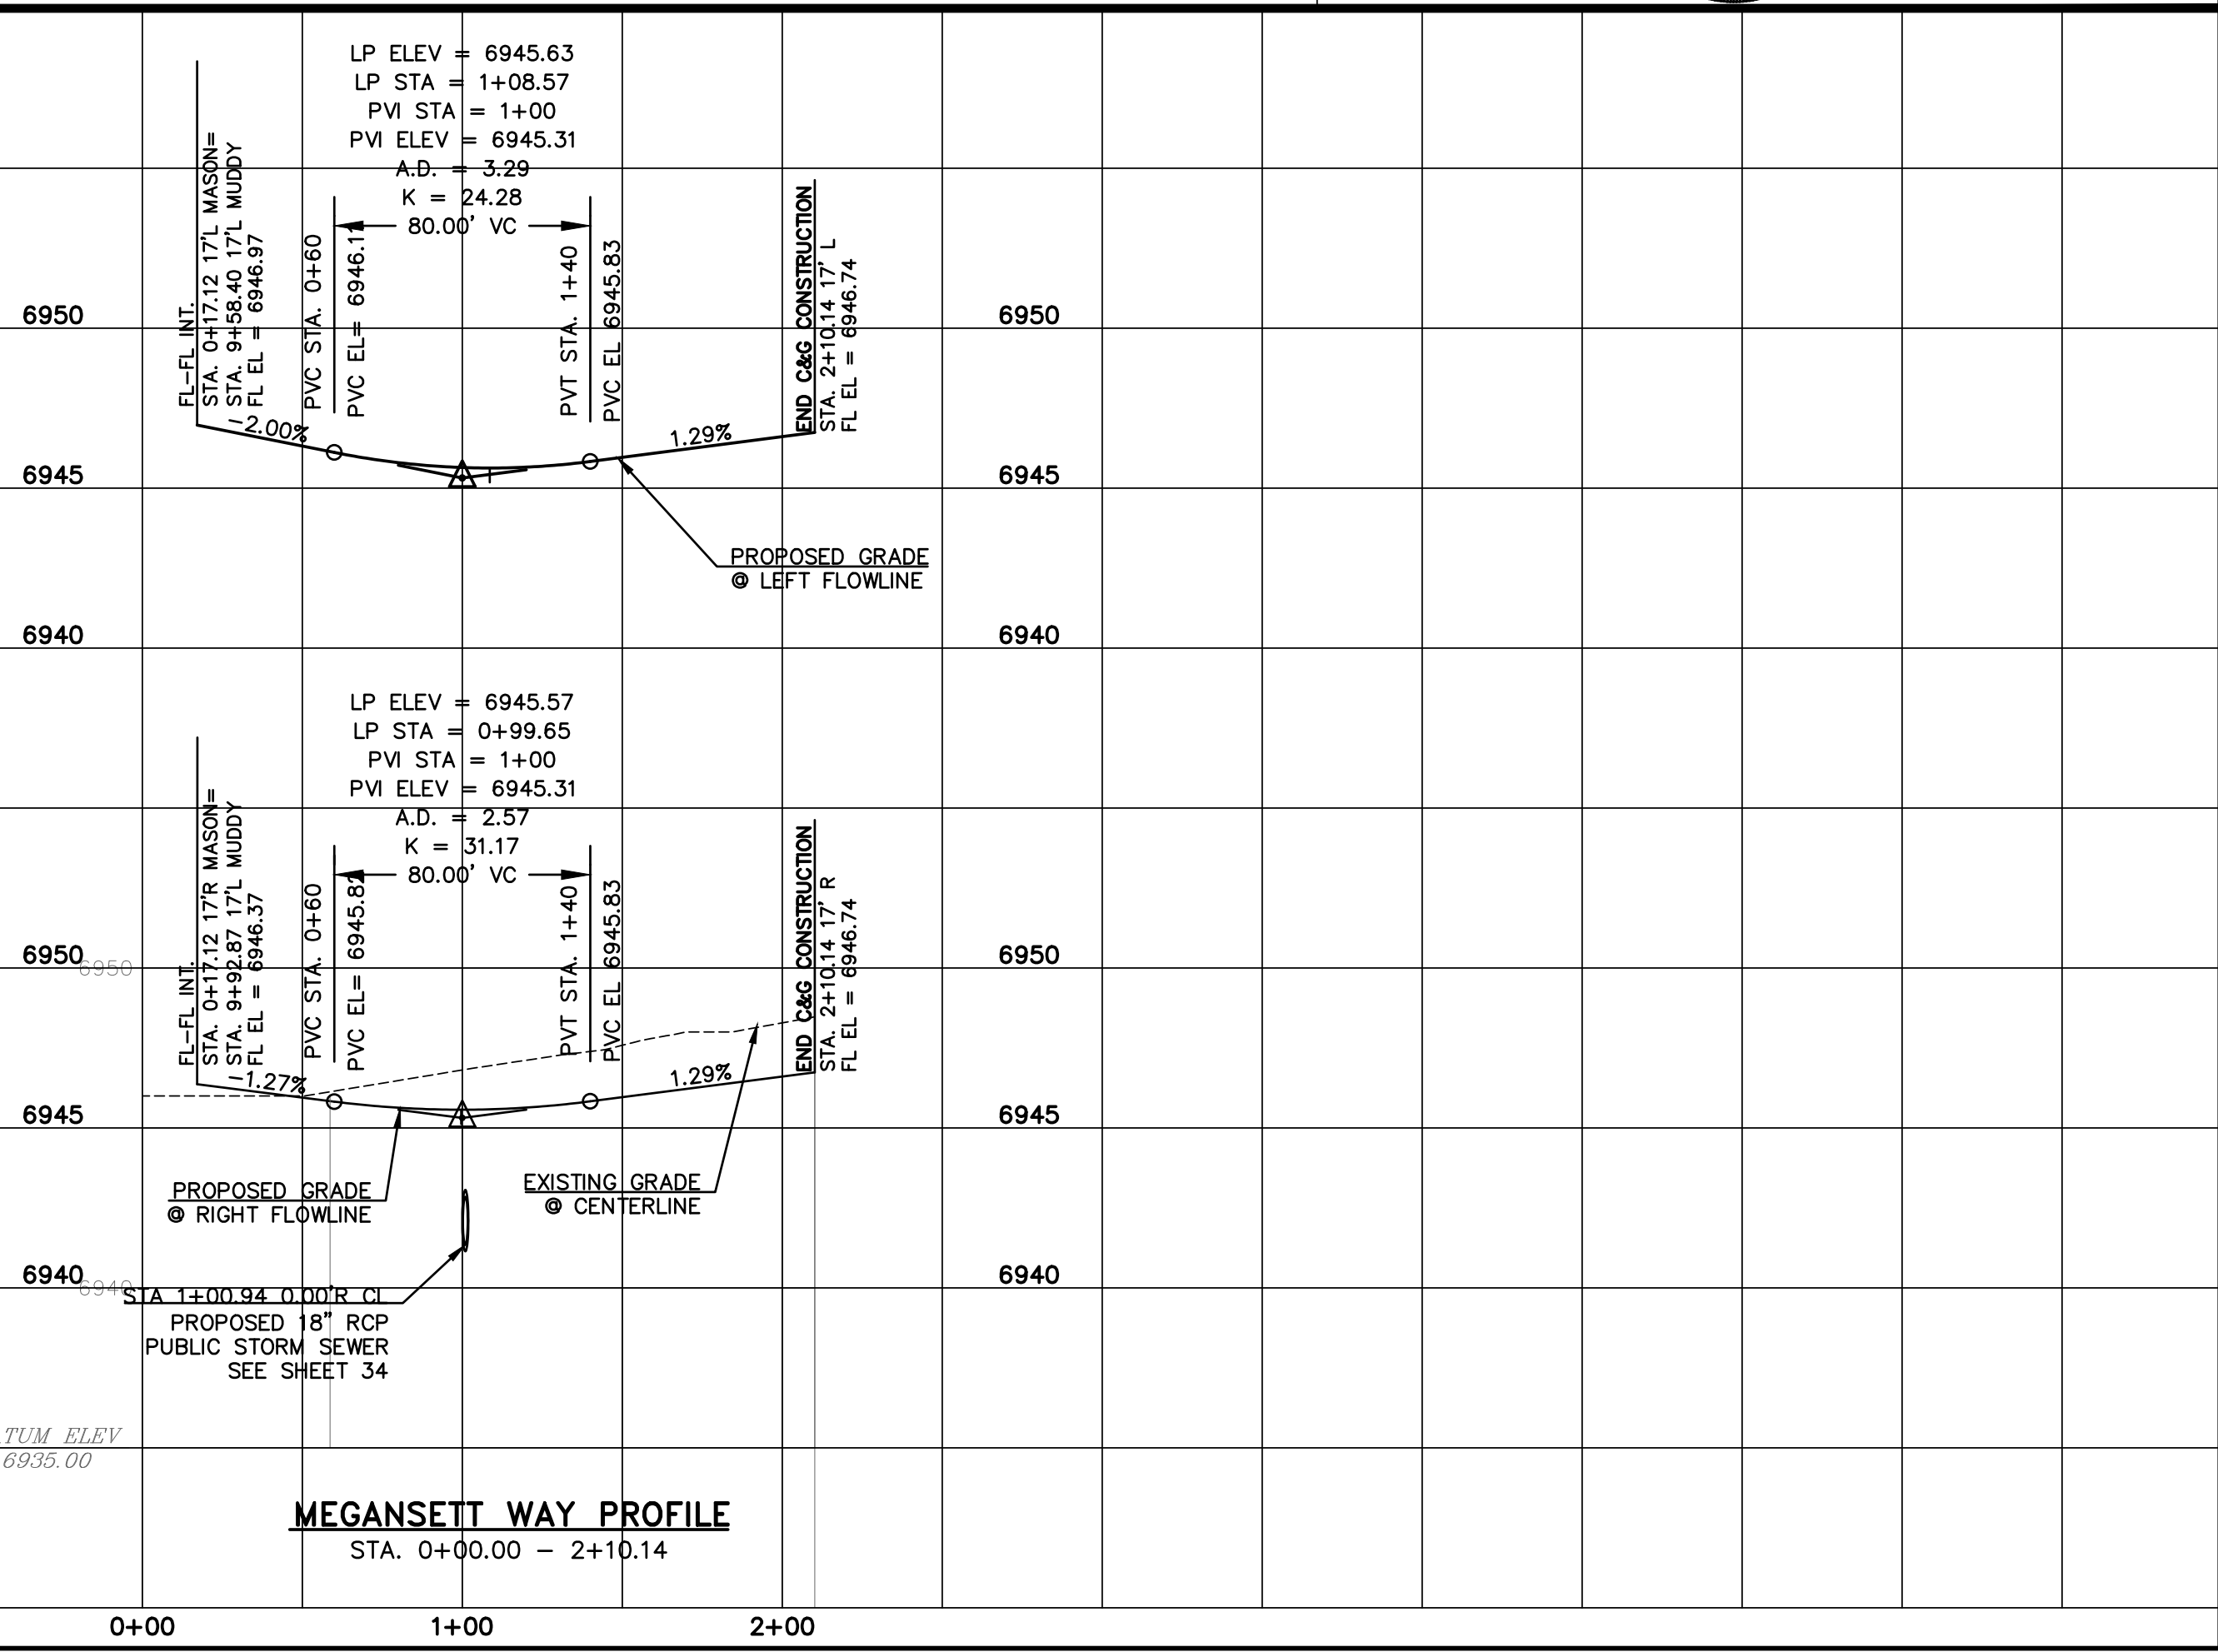 LP ELEV = 6945.63
LP STA = 1+08.57
PVI STA = 1+00
PVI ELEV = 6945.31
A.D. = 3.29
K = 24.28
80.00' VC
FL-FL INT.
STA. 0+17.12 17'L MASON=
STA. 9+58.40 17'L MUDDY
FL EL = 6946.97
PVC STA. 0+60
PVC EL= 6946.11
PVT STA. 1+40
PVC EL 6945.83
END C&G CONSTRUCTION
STA. 2+10.14 17' L
FL EL = 6946.74
6950
6950
-2.00%
1.29%
6945
6945
PROPOSED GRADE
@ LEFT FLOWLINE
6940
6940
LP ELEV = 6945.57
LP STA = 0+99.65
PVI STA = 1+00
PVI ELEV = 6945.31
A.D. = 2.57
K = 31.17
80.00' VC
FL-FL INT.
STA. 0+17.12 17'R MASON=
STA. 9+92.87 17'L MUDDY
FL EL = 6946.37
PVC STA. 0+60
PVC EL= 6945.82
PVT STA. 1+40
PVC EL 6945.83
END C&G CONSTRUCTION
STA. 2+10.14 17' R
FL EL = 6946.74
6950
6950
6950
-1.27%
1.29%
6945
6945
PROPOSED GRADE
@ RIGHT FLOWLINE
EXISTING GRADE
@ CENTERLINE
6940
6940
6940
STA 1+00.94 0.00'R CL
PROPOSED 18" RCP
PUBLIC STORM SEWER
SEE SHEET 34
TUM ELEV
6935.00
MEGANSETT WAY PROFILE
STA. 0+00.00 - 2+10.14
0+00
1+00
2+00